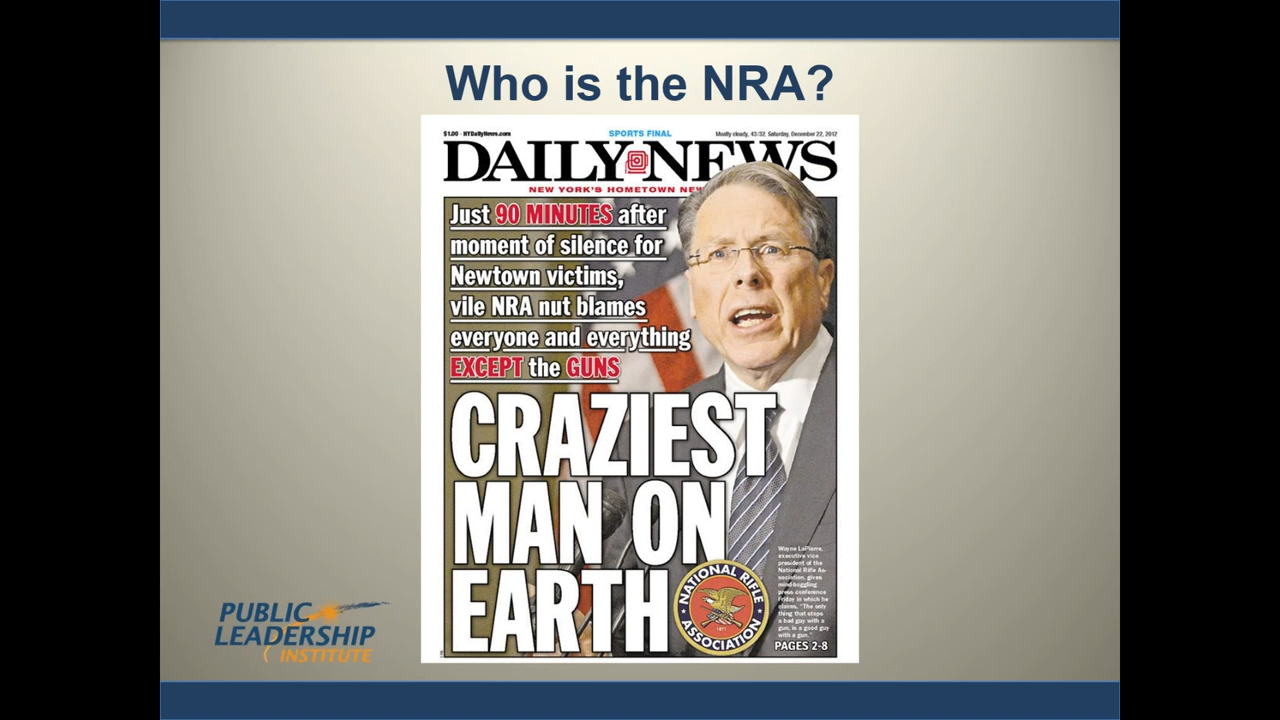 Who is the NRA?
$1.00 · NYDailyNews.com
SPORTS FINAL
Mostly cloudy, 43/32. Saturday, December 22, 2012
DAILY NEWS
NEW YORK'S HOMETOWN
Just 90 MINUTES after
moment of silence for
Newtown victims,
vile NRA nut blames
everyone and everything
EXCEPT the GUNS
CRAZIEST
MAN ON
EARTH
NATIONAL RIFLE
1871
ASSOCIATION
Wayne LaPierre,
executive vice
president of the
National Rifle As-
sociation, gives
mind-boggling
press conference
Friday in which he
claims, "The only
thing that stops
a bad guy with a
gun, is a good guy
with a gun."
PAGES 2-8
PUBLIC
LEADERSHIP
INSTITUTE